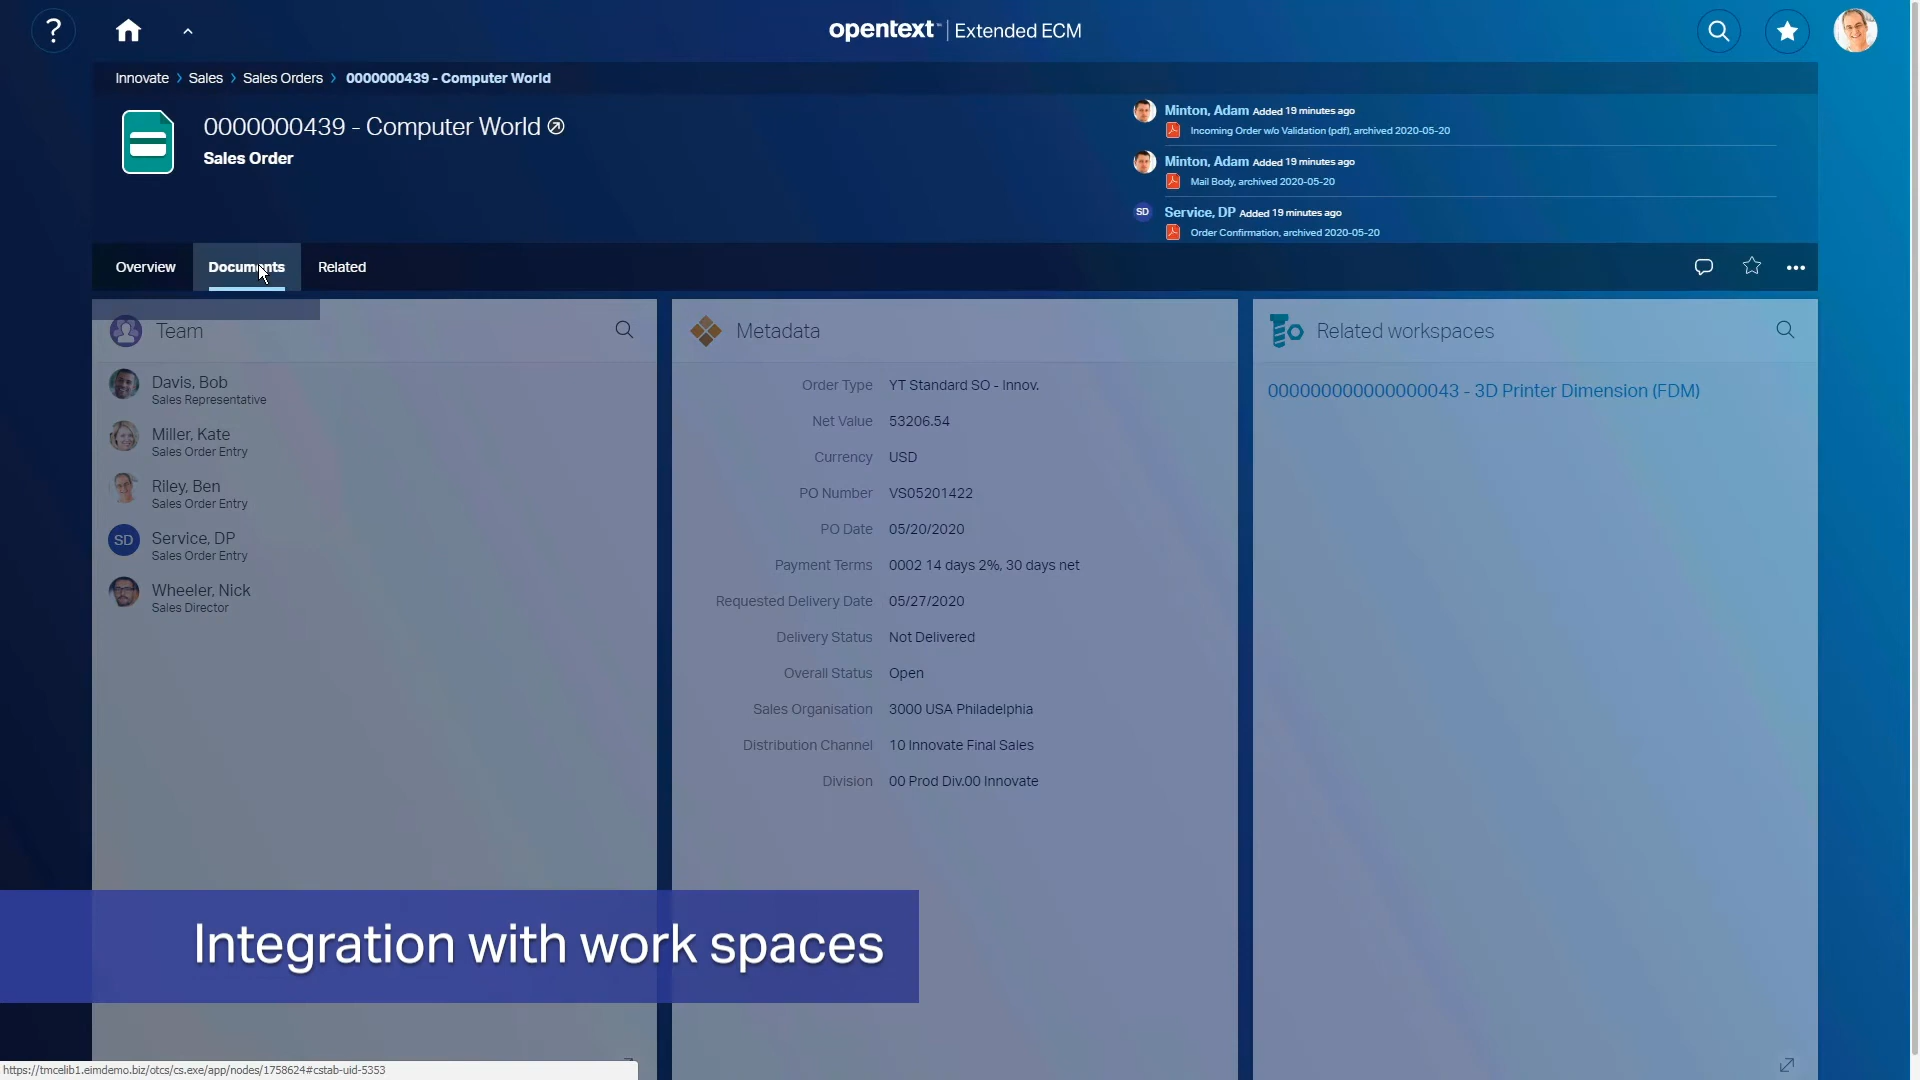 ?
opentext™ | Extended ECM
Innovate > Sales > Sales Orders > 0000000439 - Computer World
0000000439 - Computer World
Sales Order
Minton, Adam Added 19 minutes ago
Incoming Order w/o Validation (pdf), archived 2020-05-20
Minton, Adam Added 19 minutes ago
Mail Body, archived 2020-05-20
SD Service, DP Added 19 minutes ago
Order Confirmation, archived 2020-05-20
Overview Documents Related
Team
Davis, Bob
Sales Representative
Miller, Kate
Sales Order Entry
Riley, Ben
Sales Order Entry
SD Service, DP
Sales Order Entry
Wheeler, Nick
Sales Director
Metadata
Order Type YT Standard SO - Innov.
Net Value 53206.54
Currency USD
PO Number VS05201422
PO Date 05/20/2020
Payment Terms 0002 14 days 2%, 30 days net
Requested Delivery Date 05/27/2020
Delivery Status Not Delivered
Overall Status Open
Sales Organisation 3000 USA Philadelphia
Distribution Channel 10 Innovate Final Sales
Division 00 Prod Div.00 Innovate
Related workspaces
000000000000000043 - 3D Printer Dimension (FDM)
Integration with work spaces
https://tmcelib1.eimdemo.biz/otcs/cs.exe/app/nodes/1758624#cstab-uid-5353